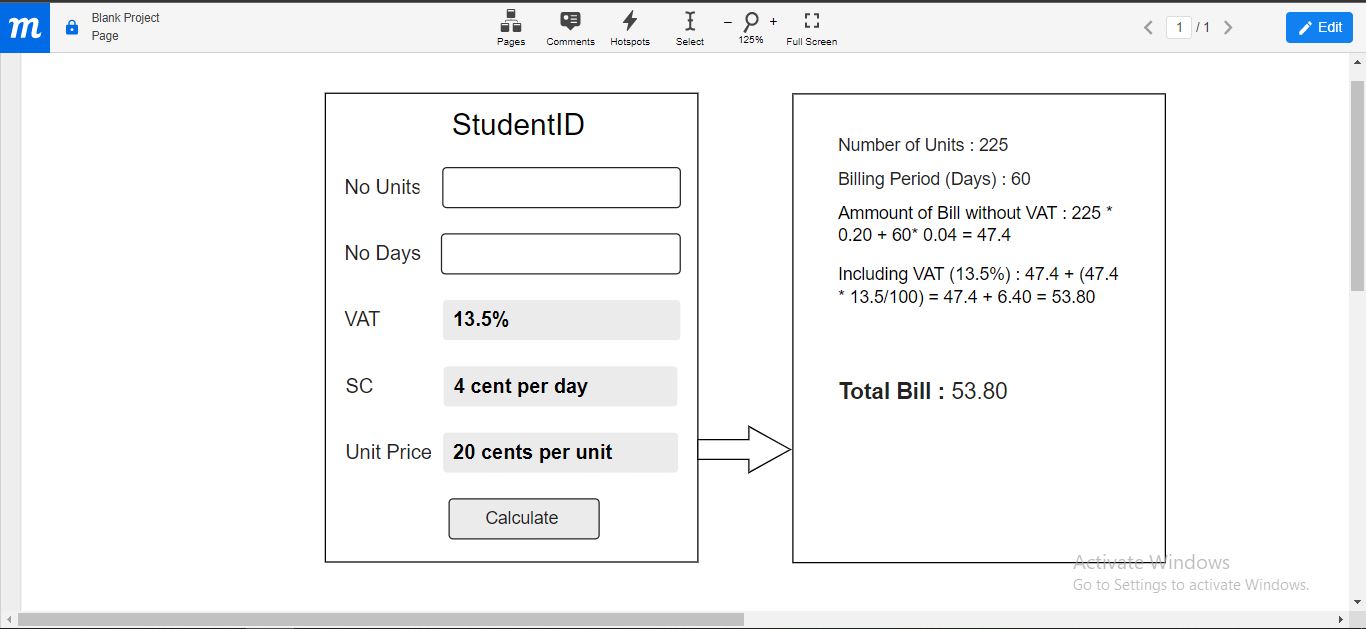 m
Blank Project
Page
Pages
Comments
Hotspots
Select
125%
Full Screen
1 / 1
Edit
StudentID
No Units
No Days
VAT
13.5%
SC
4 cent per day
Unit Price
20 cents per unit
Calculate
Number of Units : 225
Billing Period (Days) : 60
Ammount of Bill without VAT : 225 *
0.20 + 60* 0.04 = 47.4
Including VAT (13.5%) : 47.4 + (47.4
* 13.5/100) = 47.4 + 6.40 = 53.80
Total Bill : 53.80
Activate Windows
Go to Settings to activate Windows.